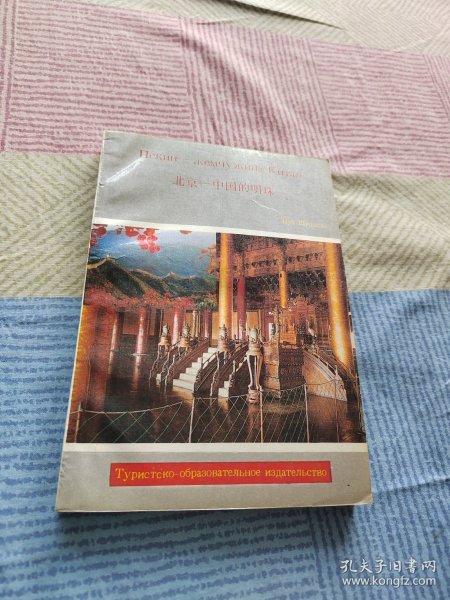 Пекин - жемчужина Китая
北京—中国的明珠
Туристско-образовательное издательство
孔夫子旧书网
www.kongfz.com